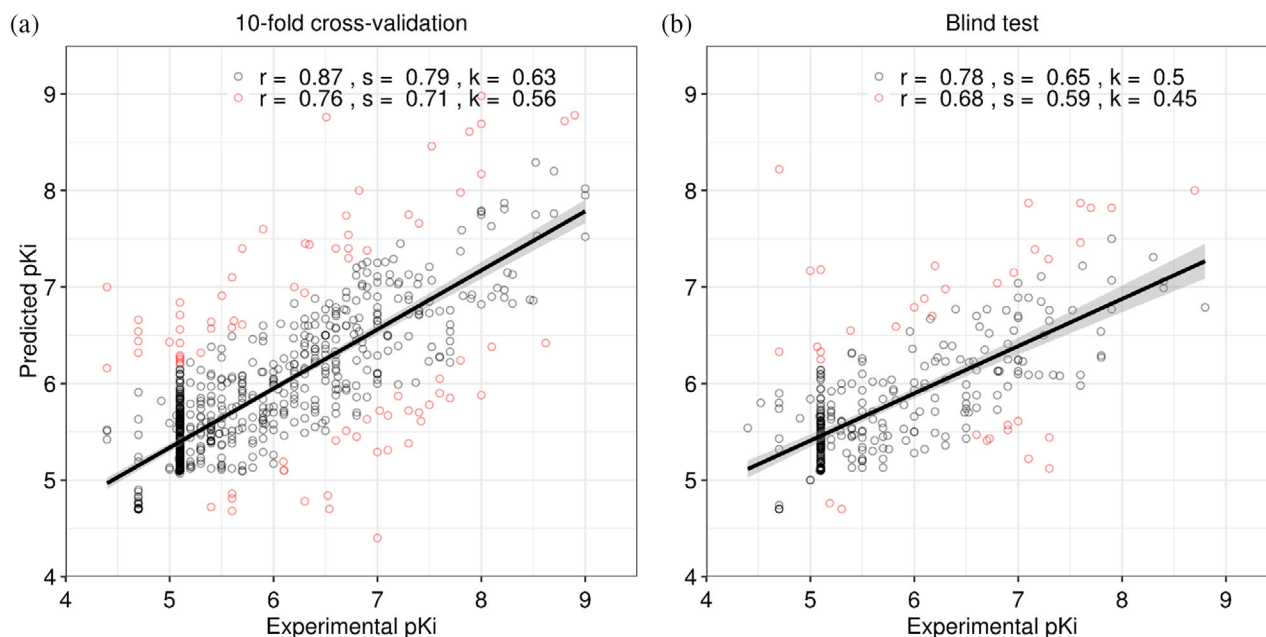 (a)
10-fold cross-validation
r = 0.87 , s = 0.79 , k = 0.63
r = 0.76 , s = 0.71 , k = 0.56
Predicted pKi
9
8
7
6
5
4
4 5 6 7 8 9
Experimental pKi
(b)
Blind test
r = 0.78 , s = 0.65 , k = 0.5
r = 0.68 , s = 0.59 , k = 0.45
9
8
7
6
5
4
4 5 6 7 8 9
Experimental pKi